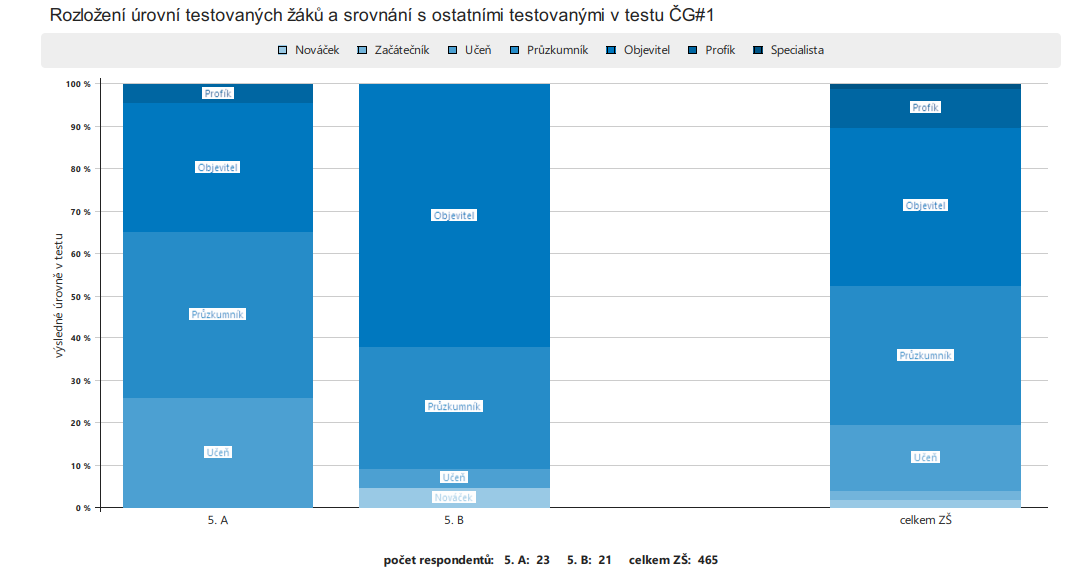 Rozložení úrovní testovaných žáků a srovnání s ostatními testovanými v testu ČG#1
Nováček Začátečník Učeň Průzkumník Objevitel Profík Specialista
výsledné úrovně v testu
100 %
90 %
80 %
70 %
60 %
50 %
40 %
30 %
20 %
10 %
0 %
Profík
Objevitel
Průzkumník
Učeň
Objevitel
Průzkumník
Učeň
Nováček
Profík
Objevitel
Průzkumník
Učeň
5. A 5. B celkem ZŠ
počet respondentů: 5. A: 23 5. B: 21 celkem ZŠ: 465